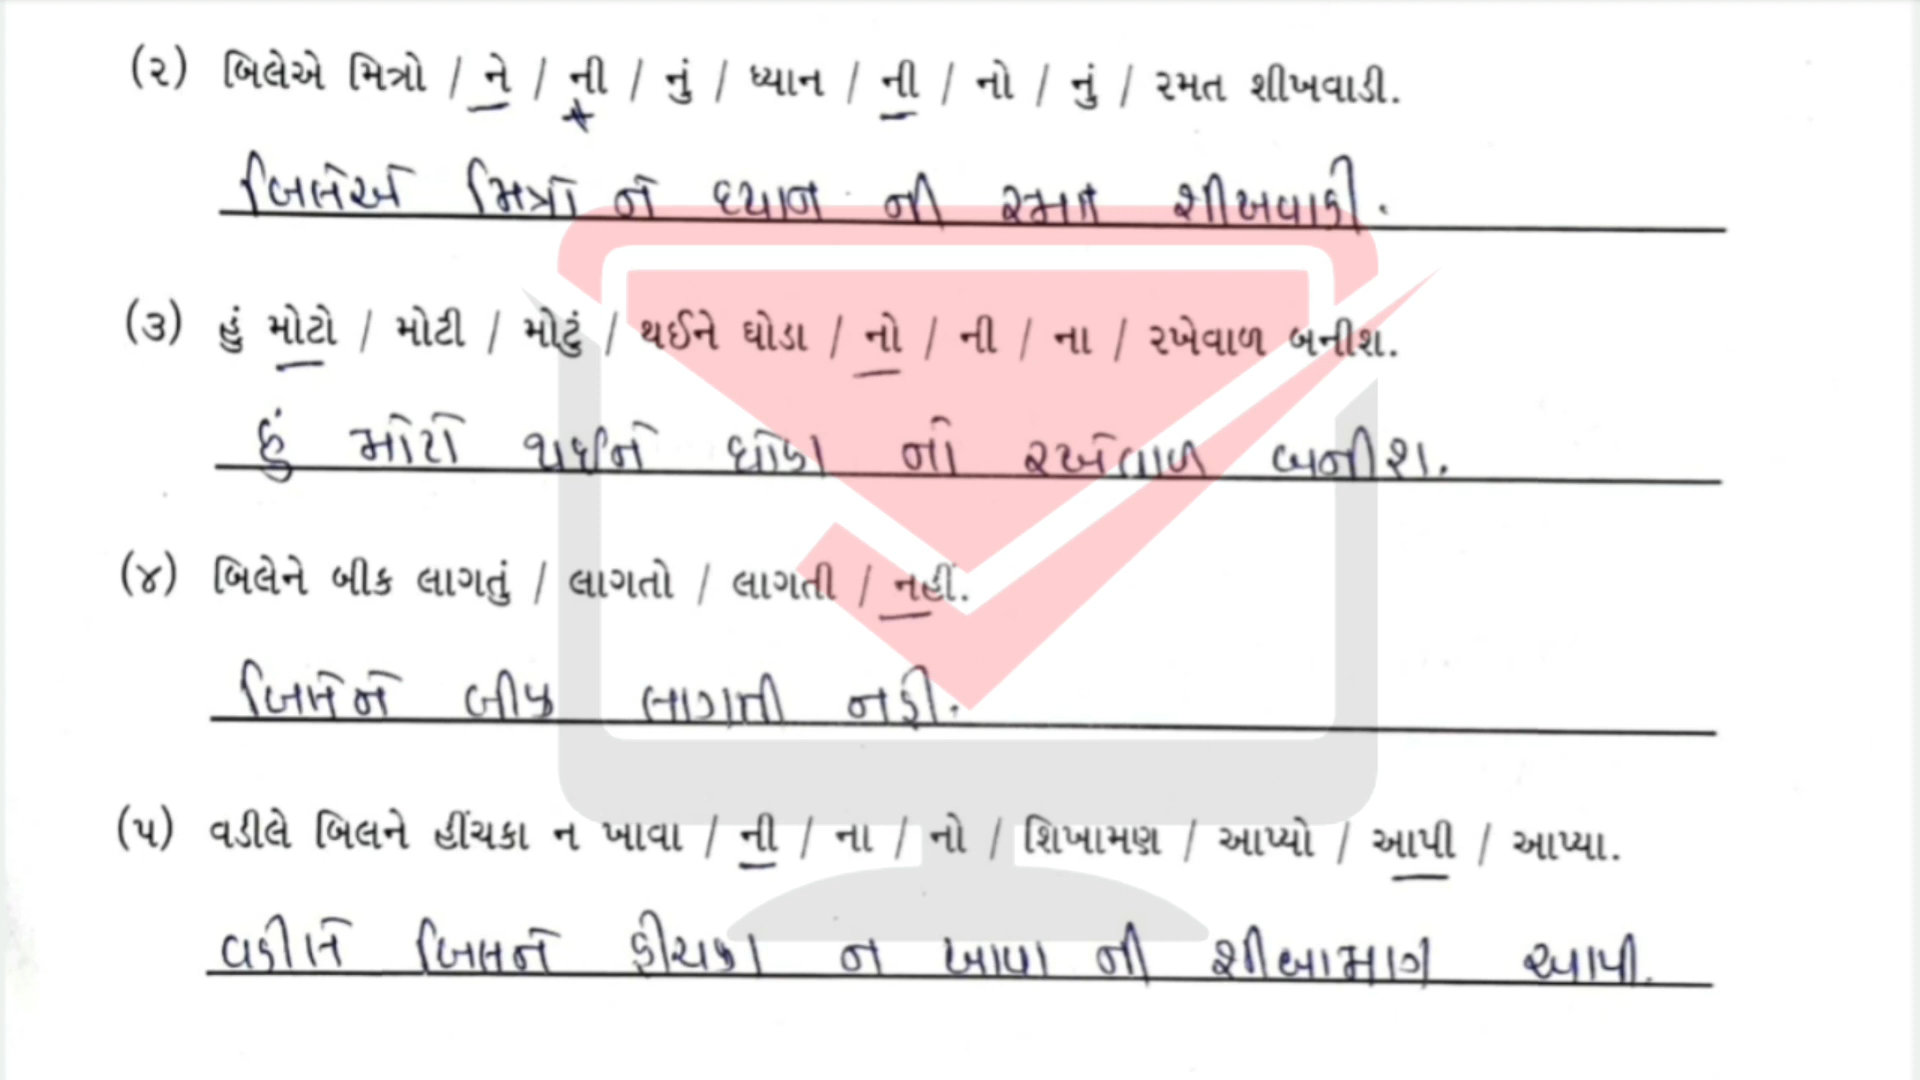 (૨) બિલેએ મિત્રો / ને / ની / નું / ધ્યાન / ની / નો / નું / રમત શીખવાડી.
બિલેએ મિત્રો ને ધ્યાન ની રમત શીખવાડી.
(૩) હું મોટો / મોટી / મોટું / થઈને ઘોડા / નો / ની / ના / રખેવાળ બનીશ.
હું મોટો થઈને ઘોડા નો રખેવાળ બનીશ.
(૪) બિલેને બીક લાગતું / લાગતો / લાગતી / નહીં.
બિલેને બીક લાગતી નહી.
(૫) વડીલે બિલને હીંચકા ન ખાવા / ની / ના / નો / શિખામણ / આપ્યો / આપી / આપ્યા.
વડીલે બિલને હીચકા ન ખાવા ની શીખામણ આપી.